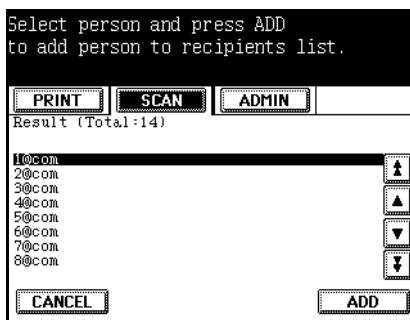 Select person and press ADD
to add person to recipients list.
PRINT SCAN ADMIN
Result (Total:14)
1@com
2@com
3@com
4@com
5@com
6@com
7@com
8@com
CANCEL ADD